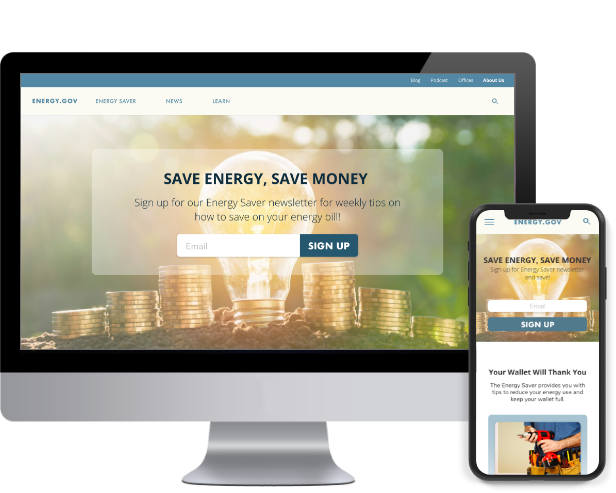 Blog Podcast Offices About Us
ENERGY.GOV ENERGY SAVER NEWS LEARN
SAVE ENERGY, SAVE MONEY
Sign up for our Energy Saver newsletter for weekly tips on
how to save on your energy bill!
Email SIGN UP
ENERGY.GOV
SAVE ENERGY, SAVE MONEY
Sign up for Energy Saver newsletter
and save!
Email
SIGN UP
Your Wallet Will Thank You
The Energy Saver provides you with
tips to reduce your energy use and
keep your wallet full.